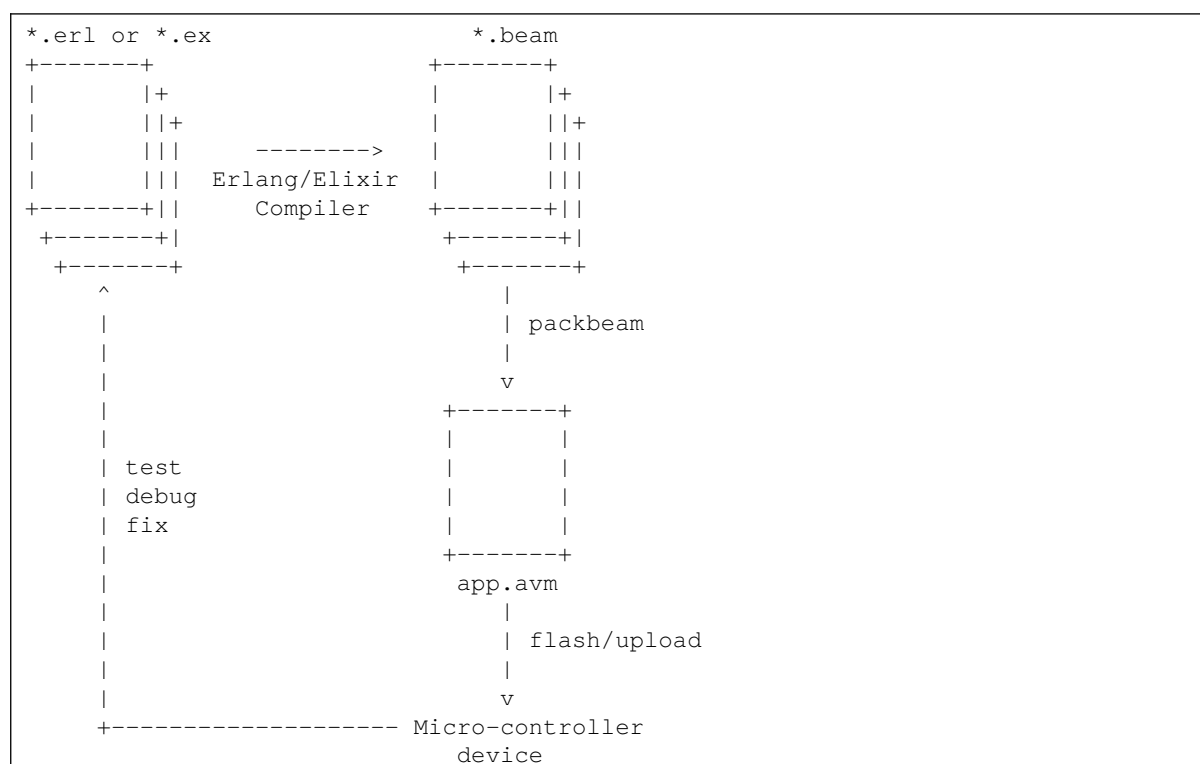 *.erl or *.ex *.beam
-------->
Erlang/Elixir
Compiler
packbeam
v
test
debug
fix
app.avm
flash/upload
v
Micro-controller
device